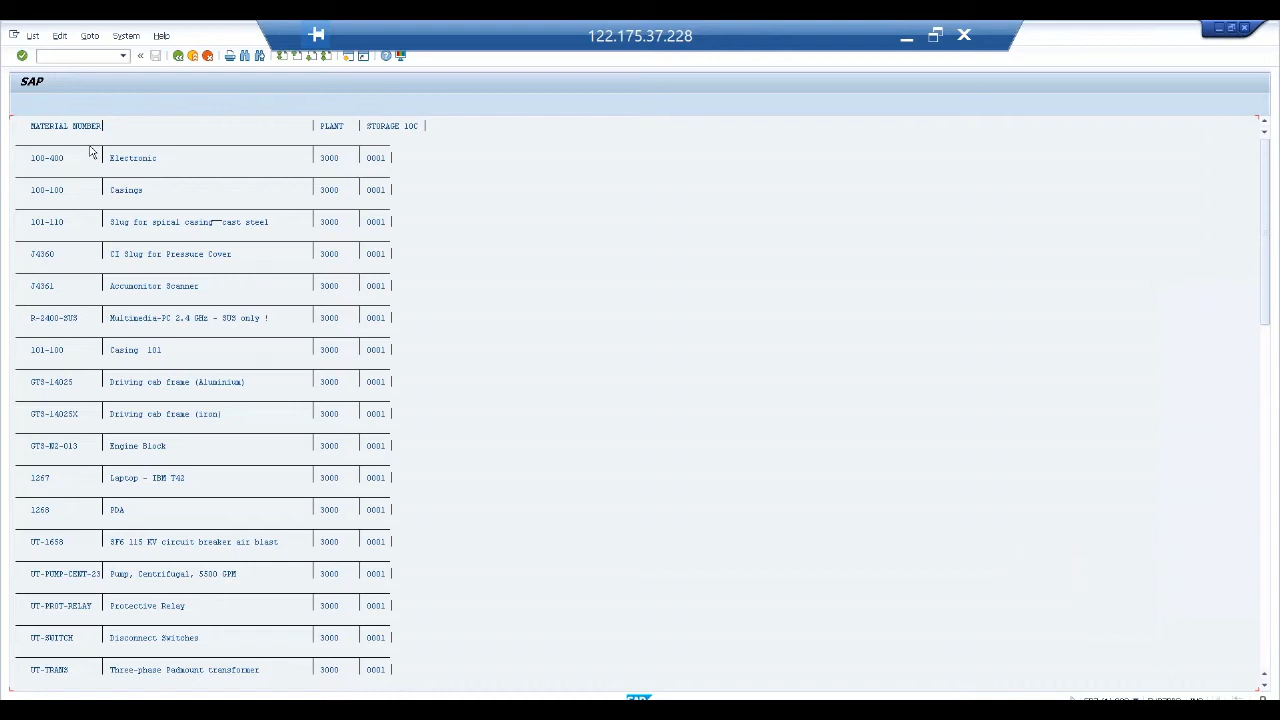 List Edit Goto System Help
122.175.37.228
SAP
MATERIAL NUMBER PLANT STORAGE lOC
100-400 Electronic 3000 0001
100-100 Casings 3000 0001
101-110 Slug for spiral casing—cast steel 3000 0001
J4360 CI Slug for Pressure Cover 3000 0001
J4361 Accumonitor Scanner 3000 0001
R-2400-SUS Multimedia-PC 2.4 GHz - SUS only ! 3000 0001
101-100 Casing 101 3000 0001
GTS-14025 Driving cab frame (Aluminium) 3000 0001
GTS-14025X Driving cab frame (iron) 3000 0001
GTS-N2-013 Engine Block 3000 0001
1267 Laptop - IBM T42 3000 0001
1268 PDA 3000 0001
UT-1658 SF6 115 KV circuit breaker air blast 3000 0001
UT-PUMP-CENT-23 Pump, Centrifugal, 5500 GPM 3000 0001
UT-PROT-RELAY Protective Relay 3000 0001
UT-SWITCH Disconnect Switches 3000 0001
UT-TRANS Three-phase Padmount transformer 3000 0001
SAP